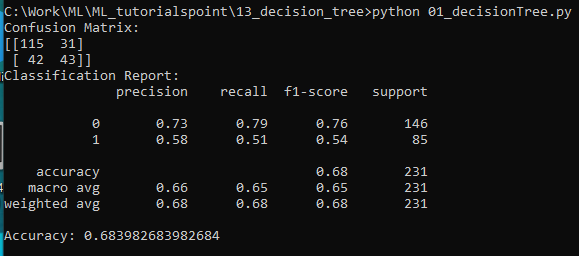 C:\Work\ML\ML_tutorialspoint\13_decision_tree>python 01_decisionTree.py
Confusion Matrix:
[[115  31]
 [ 42  43]]
Classification Report:
              precision    recall  f1-score   support

           0       0.73      0.79      0.76       146
           1       0.58      0.51      0.54        85

    accuracy                           0.68       231
   macro avg       0.66      0.65      0.65       231
weighted avg       0.68      0.68      0.68       231

Accuracy: 0.683982683982684